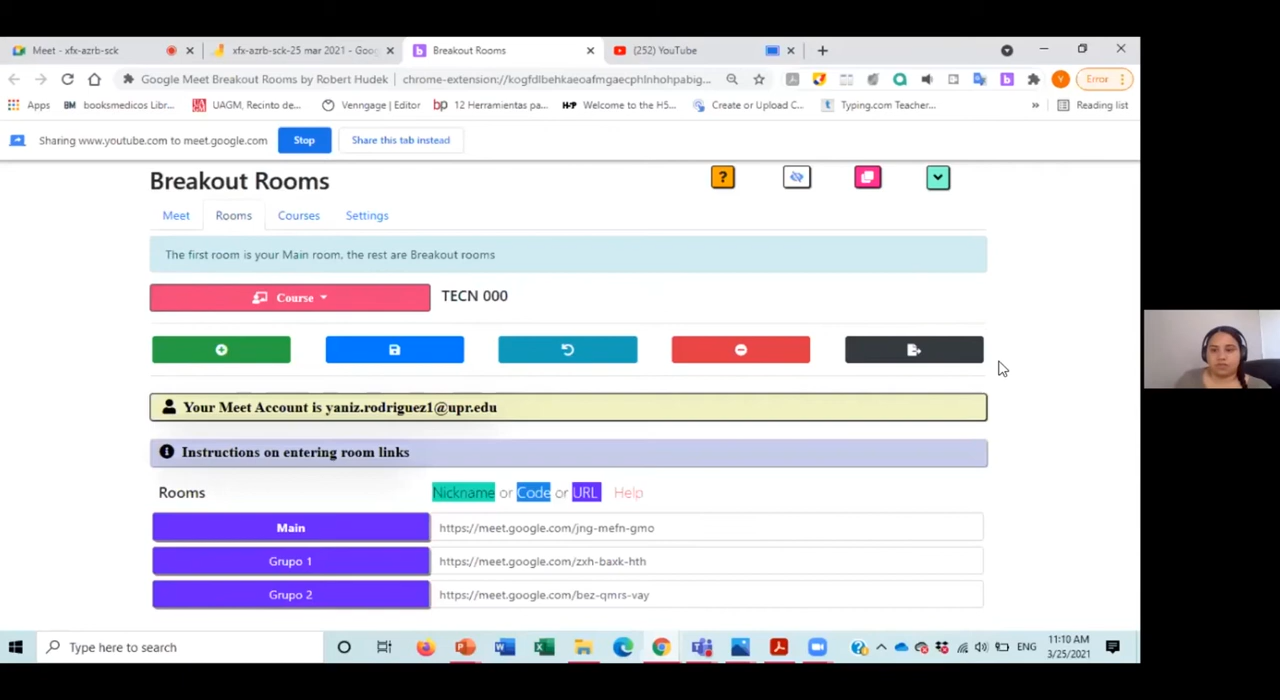 Meet - xfx-azrb-sck
xfx-azrb-sck-25 mar 2021 - Goog
Breakout Rooms
(252) YouTube
Google Meet Breakout Rooms by Robert Hudek
chrome-extension://kogfdlbehkaeoafmgaecphlnhohpabig...
Error
Apps
booksmedicos Libr...
UAGM, Recinto de...
Venngage | Editor
bp 12 Herramientas pa...
H-P Welcome to the H5...
Create or Upload C...
Typing.com Teacher...
»
Reading list
Sharing www.youtube.com to meet.google.com
Stop
Share this tab instead
Breakout Rooms
?
Meet
Rooms
Courses
Settings
The first room is your Main room, the rest are Breakout rooms
Course
TECN 000
Your Meet Account is yaniz.rodriguez1@upr.edu
Instructions on entering room links
Rooms
Nickname or Code or URL Help
Main
https://meet.google.com/jng-mefn-gmo
Grupo 1
https://meet.google.com/zxh-baxk-hth
Grupo 2
https://meet.google.com/bez-qmrs-vay
Type here to search
ENG
11:10 AM
3/25/2021